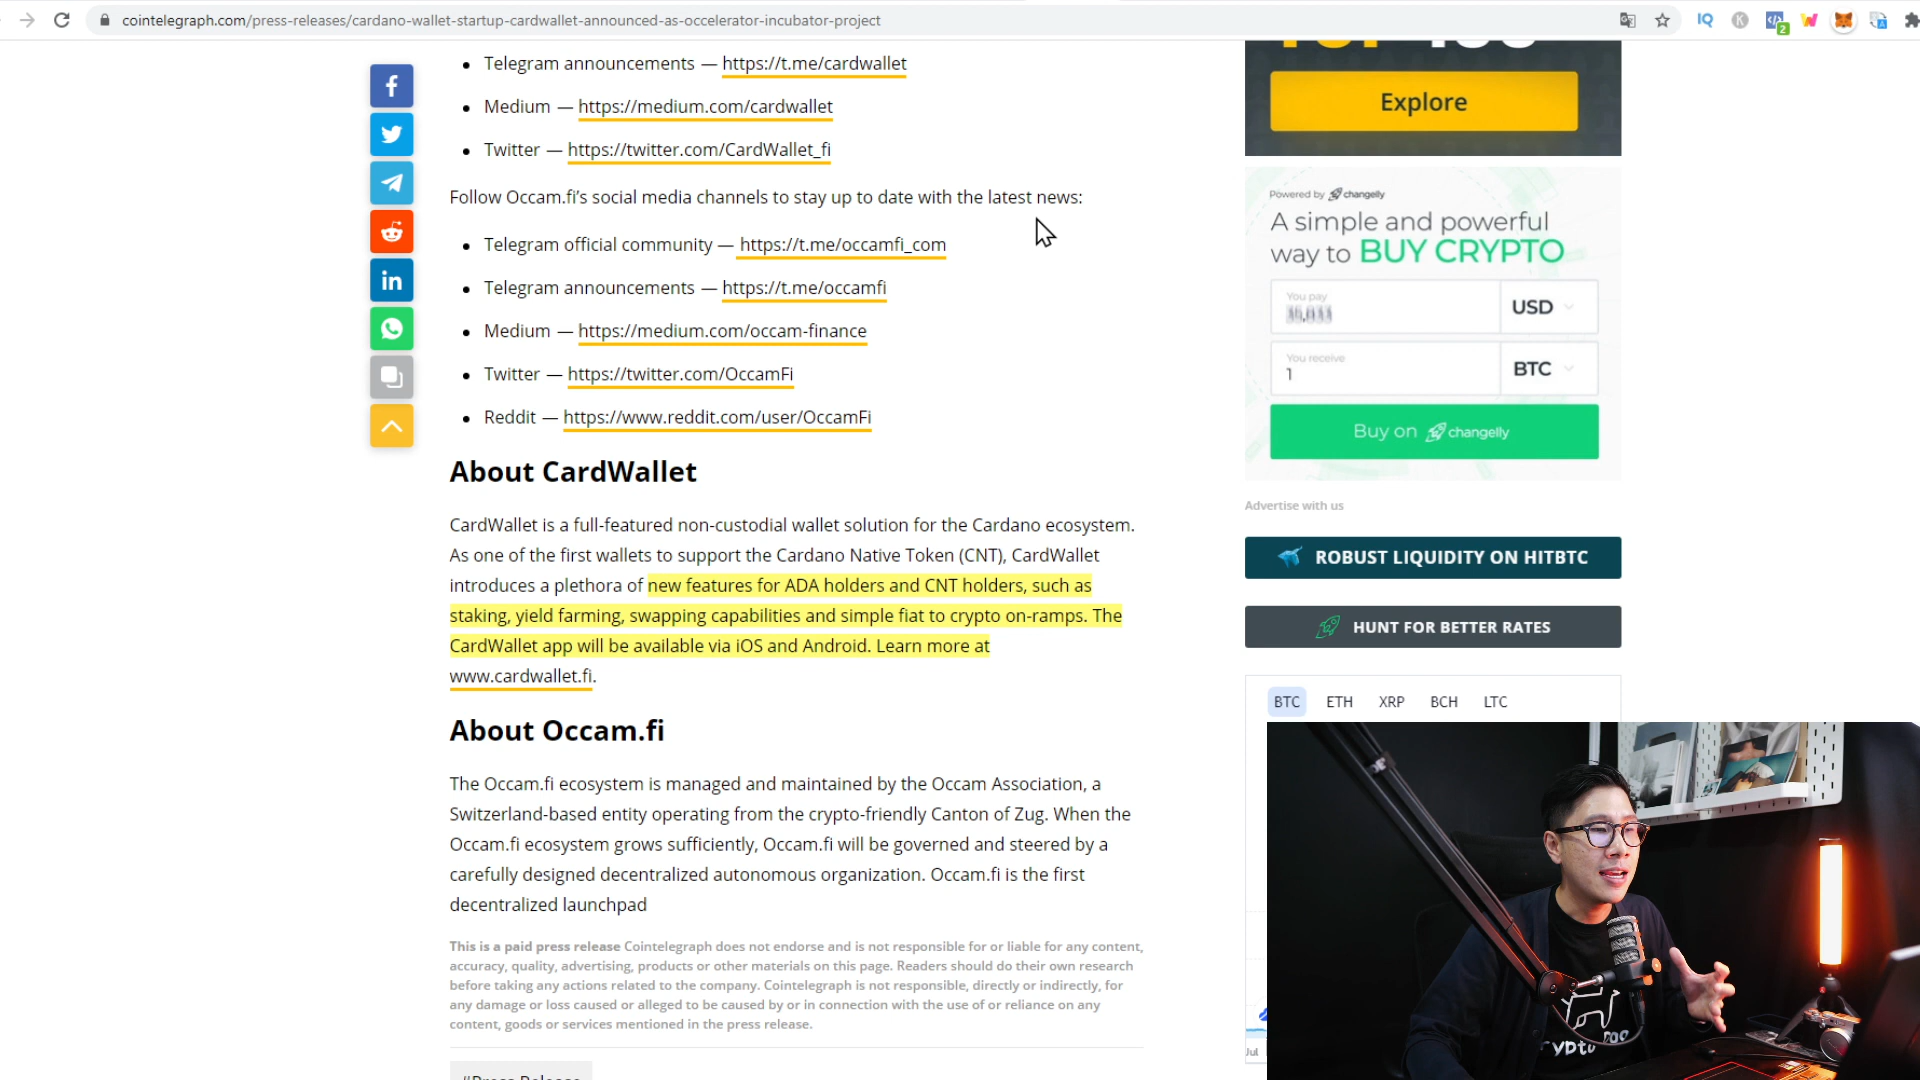 cointelegraph.com/press-releases/cardano-wallet-startup-cardwallet-announced-as-occelerator-incubator-project
2
Telegram announcements — https://t.me/cardwallet
Medium — https://medium.com/cardwallet
Twitter — https://twitter.com/CardWallet_fi
Follow Occam.fi’s social media channels to stay up to date with the latest news:
Telegram official community — https://t.me/occamfi_com
Telegram announcements — https://t.me/occamfi
Medium — https://medium.com/occam-finance
Twitter — https://twitter.com/OccamFi
Reddit — https://www.reddit.com/user/OccamFi
About CardWallet
CardWallet is a full-featured non-custodial wallet solution for the Cardano ecosystem.
As one of the first wallets to support the Cardano Native Token (CNT), CardWallet
introduces a plethora of new features for ADA holders and CNT holders, such as
staking, yield farming, swapping capabilities and simple fiat to crypto on-ramps. The
CardWallet app will be available via iOS and Android. Learn more at
www.cardwallet.fi.
About Occam.fi
The Occam.fi ecosystem is managed and maintained by the Occam Association, a
Switzerland-based entity operating from the crypto-friendly Canton of Zug. When the
Occam.fi ecosystem grows sufficiently, Occam.fi will be governed and steered by a
carefully designed decentralized autonomous organization. Occam.fi is the first
decentralized launchpad
This is a paid press release Cointelegraph does not endorse and is not responsible for or liable for any content,
accuracy, quality, advertising, products or other materials on this page. Readers should do their own research
before taking any actions related to the company. Cointelegraph is not responsible, directly or indirectly, for
any damage or loss caused or alleged to be caused by or in connection with the use of or reliance on any
content, goods or services mentioned in the press release.
#Press Release
Explore
Powered by changelly
A simple and powerful
way to BUY CRYPTO
You pay
USD
You receive
1
BTC
Buy on changelly
Advertise with us
ROBUST LIQUIDITY ON HITBTC
HUNT FOR BETTER RATES
BTC ETH XRP BCH LTC
Jul